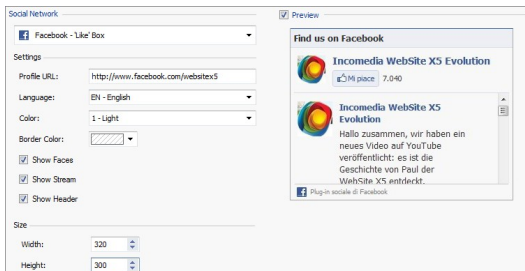 Social Network
Facebook - 'Like' Box
Settings
Profile URL: http://www.facebook.com/websitex5
Language: EN - English
Color: 1 - Light
Border Color:
Show Faces
Show Stream
Show Header
Size
Width: 320
Height: 300
Preview
Find us on Facebook
Incomedia WebSite X5 Evolution
Mi piace 7.040
Incomedia WebSite X5
Evolution
Hallo zusammen, wir haben ein
neues Video auf YouTube
veröffentlicht: es ist die
Geschichte von Paul der
WebSite X5 entdeckt.
Plug-in sociale di Facebook